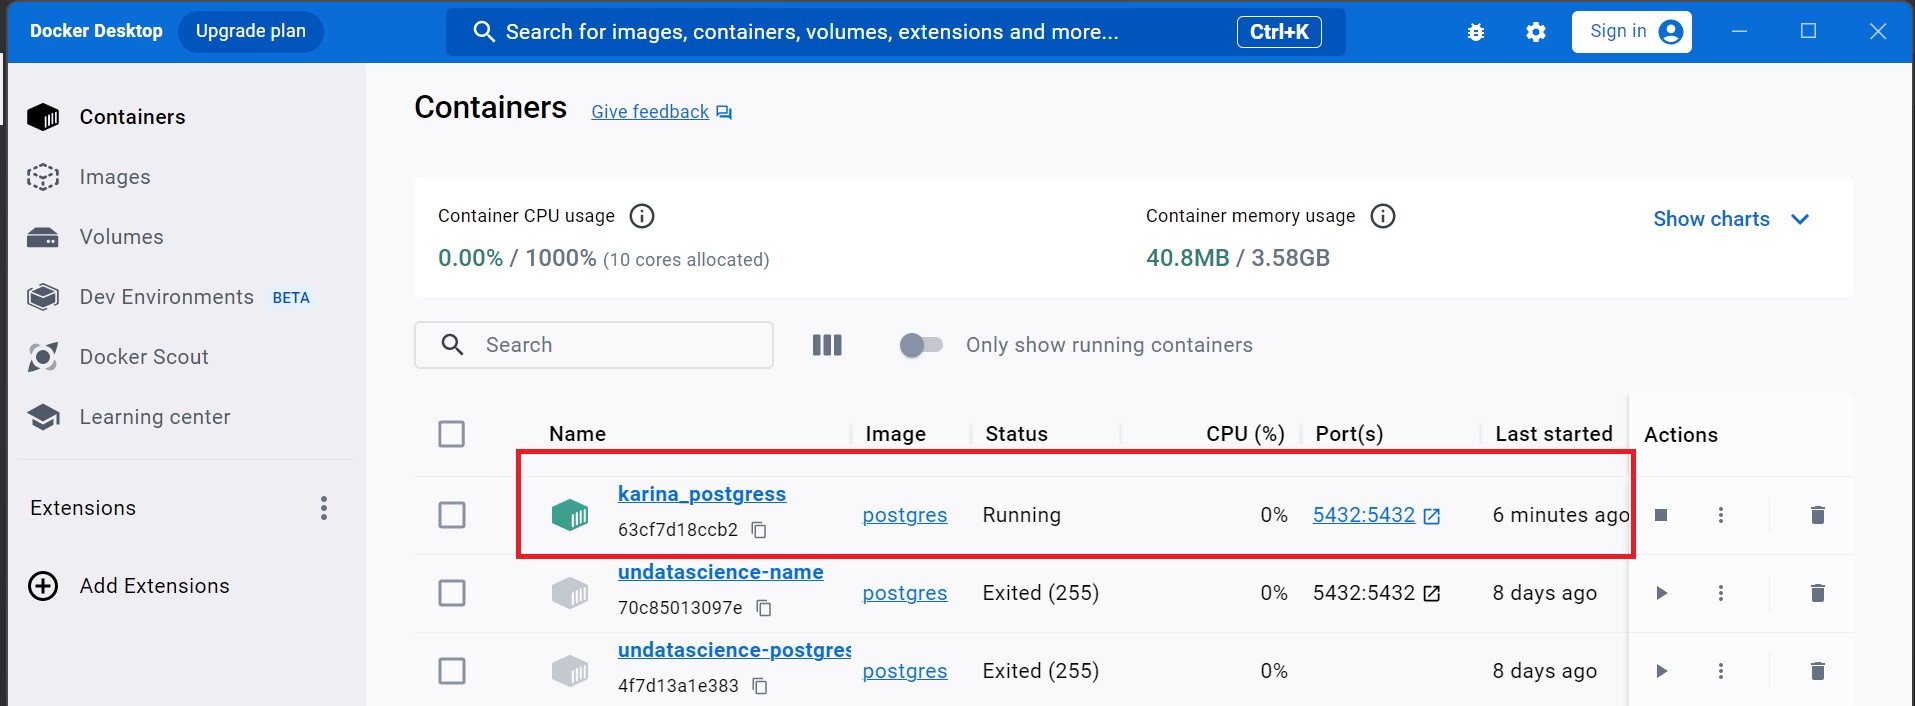 Docker Desktop Upgrade plan Search for images, containers, volumes, extensions and more... Ctrl+K Sign in
Containers
Images
Volumes
Dev Environments BETA
Docker Scout
Learning center
Extensions
Add Extensions
Containers Give feedback
Container CPU usage
0.00% / 1000% (10 cores allocated)
Container memory usage
40.8MB / 3.58GB
Show charts
Search Only show running containers
Name Image Status CPU (%) Port(s) Last started Actions
karina_postgress
63cf7d18ccb2
postgres Running 0% 5432:5432 6 minutes ago
undatascience-name
70c85013097e
postgres Exited (255) 0% 5432:5432 8 days ago
undatascience-postgres
4f7d13a1e383
postgres Exited (255) 0% 8 days ago